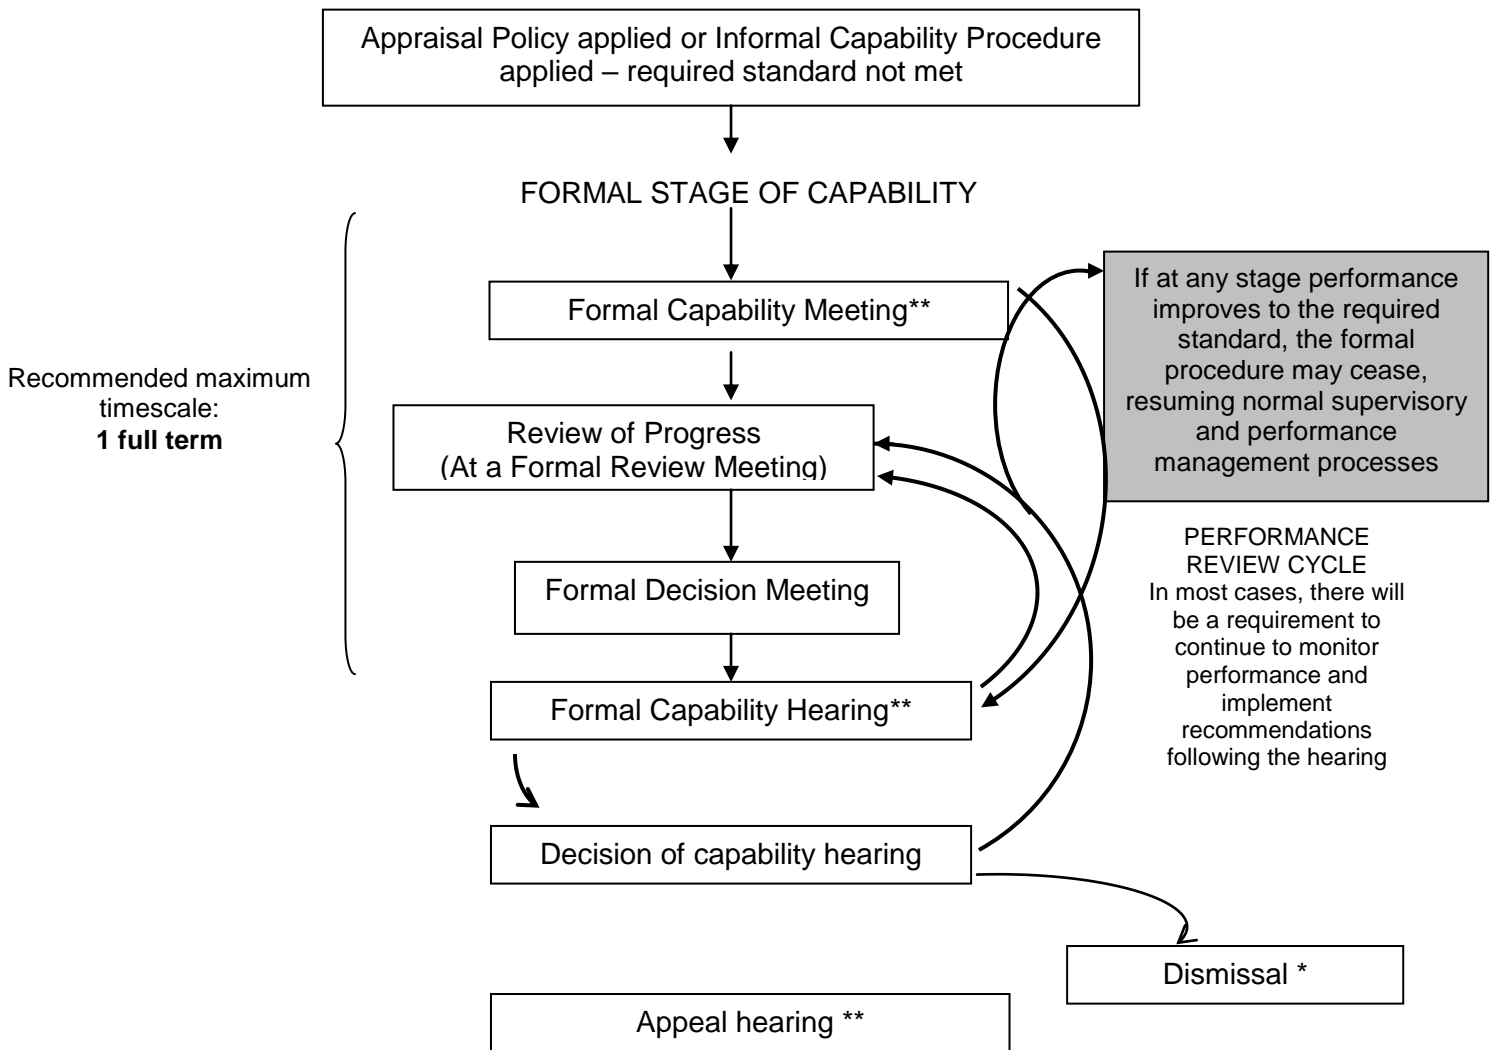 Appraisal Policy applied or Informal Capability Procedure
applied – required standard not met
FORMAL STAGE OF CAPABILITY
Formal Capability Meeting**
If at any stage performance
improves to the required
standard, the formal
procedure may cease,
resuming normal supervisory
and performance
management processes
Recommended maximum
timescale:
1 full term
Review of Progress
(At a Formal Review Meeting)
PERFORMANCE
REVIEW CYCLE
In most cases, there will
be a requirement to
continue to monitor
performance and
implement
recommendations
following the hearing
Formal Decision Meeting
Formal Capability Hearing**
Decision of capability hearing
Dismissal *
Appeal hearing **